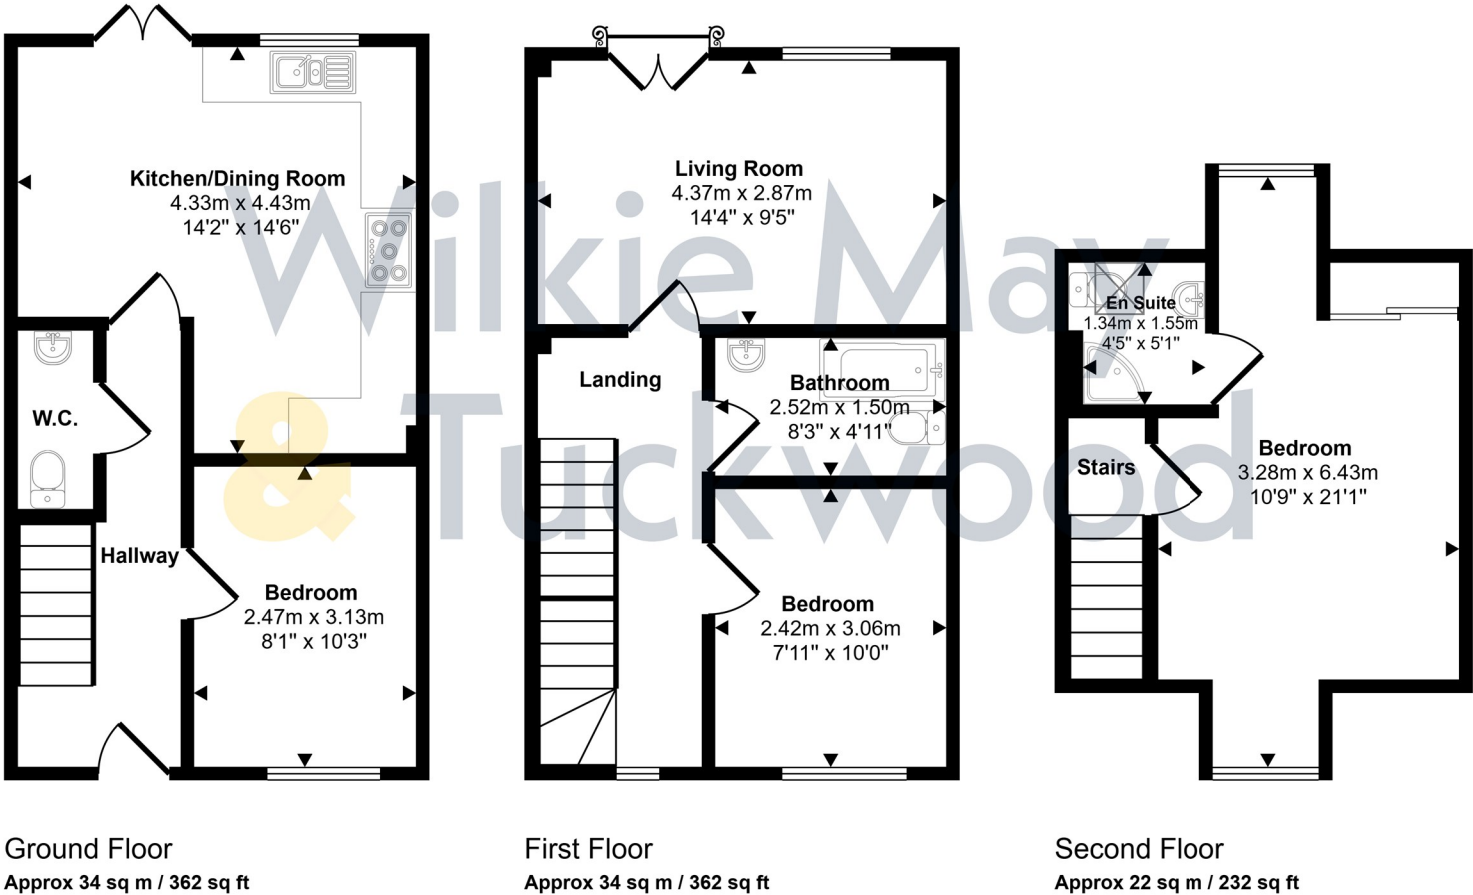 Kitchen/Dining Room
4.33m x 4.43m
14'2" x 14'6"
W.C.
Hallway
Bedroom
2.47m x 3.13m
8'1" x 10'3"
Living Room
4.37m x 2.87m
14'4" x 9'5"
Landing
Bathroom
2.52m x 1.50m
8'3" x 4'11"
Bedroom
2.42m x 3.06m
7'11" x 10'0"
En Suite
1.34m x 1.55m
4'5" x 5'1"
Stairs
Bedroom
3.28m x 6.43m
10'9" x 21'1"
Wilkie May
& Tuckwood
Ground Floor
Approx 34 sq m / 362 sq ft
First Floor
Approx 34 sq m / 362 sq ft
Second Floor
Approx 22 sq m / 232 sq ft